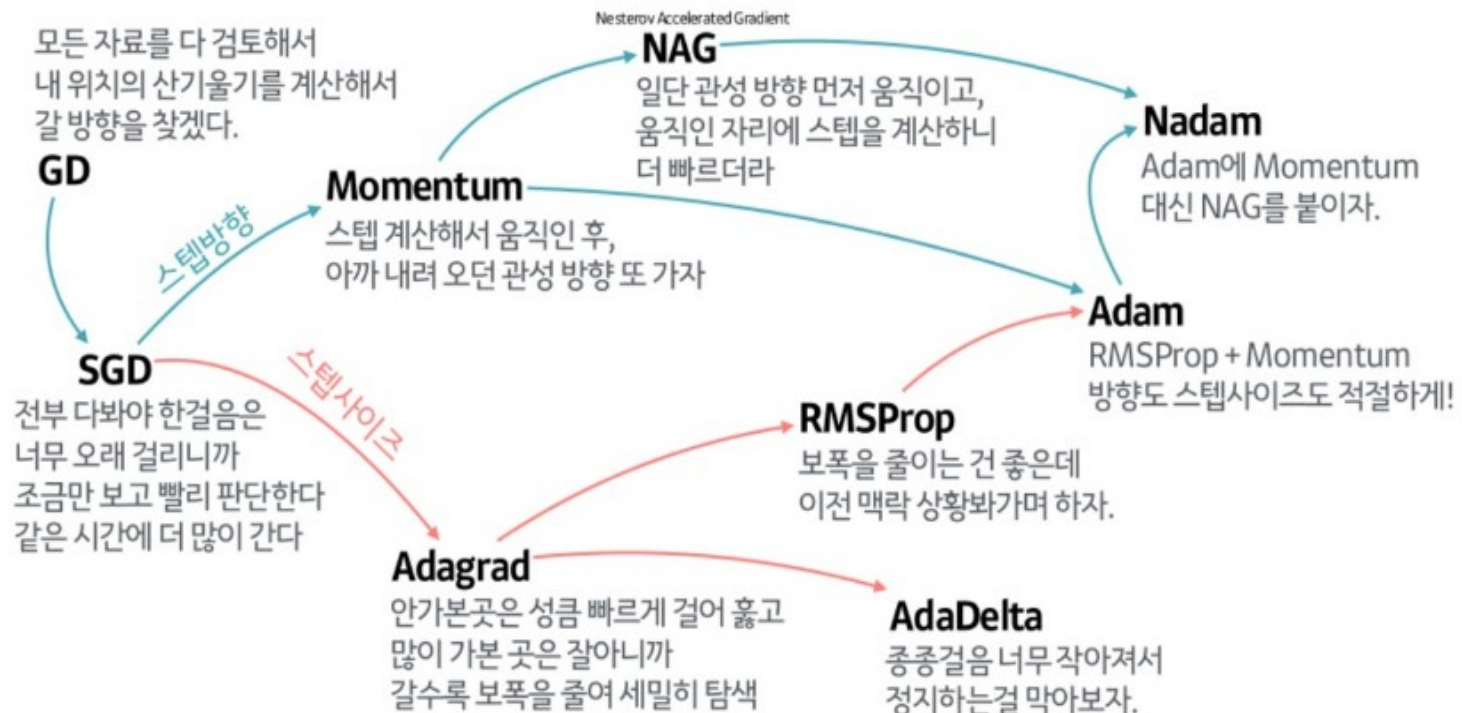 모든 자료를 다 검토해서
내 위치의 산기울기를 계산해서
갈 방향을 찾겠다.
GD
Nesterov Accelerated Gradient
NAG
일단 관성 방향 먼저 움직이고,
움직인 자리에 스텝을 계산하니
더 빠르더라
Nadam
Adam에 Momentum
대신 NAG를 붙이자.
Momentum
스텝 계산해서 움직인 후,
아까 내려 오던 관성 방향 또 가자
스텝방향
SGD
전부 다봐야 한걸음은
너무 오래 걸리니까
조금만 보고 빨리 판단한다
같은 시간에 더 많이 간다
스텝사이즈
Adam
RMSProp + Momentum
방향도 스텝사이즈도 적절하게!
RMSProp
보폭을 줄이는 건 좋은데
이전 맥락 상황봐가며 하자.
Adagrad
안가본곳은 성큼 빠르게 걸어 훓고
많이 가본 곳은 잘아니까
갈수록 보폭을 줄여 세밀히 탐색
AdaDelta
종종걸음 너무 작아져서
정지하는걸 막아보자.